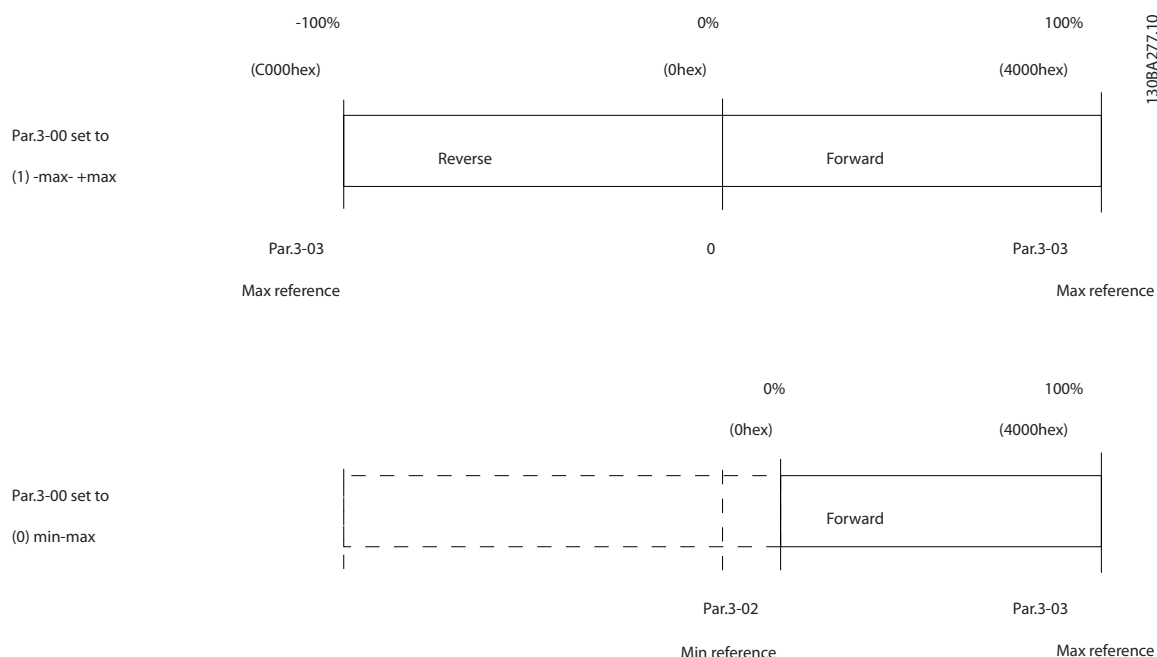 -100% 0% 100%
(C000hex) (0hex) (4000hex)
130BA277.10
Par.3-00 set to
(1) -max- +max
Reverse Forward
Par.3-03 0 Par.3-03
Max reference Max reference
0% 100%
(0hex) (4000hex)
Par.3-00 set to
(0) min-max
Forward
Par.3-02 Par.3-03
Min reference Max reference